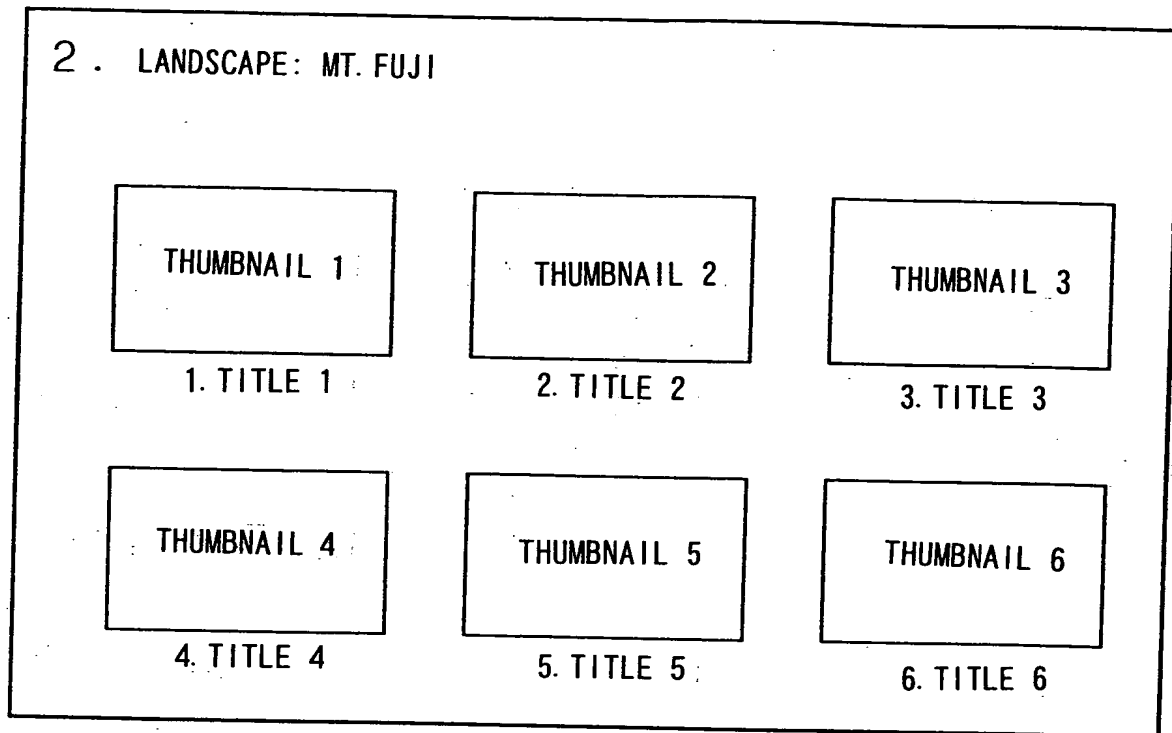 2. LANDSCAPE: MT. FUJI
THUMBNAIL 1 THUMBNAIL 2 THUMBNAIL 3
1. TITLE 1 2. TITLE 2 3. TITLE 3
THUMBNAIL 4 THUMBNAIL 5 THUMBNAIL 6
4. TITLE 4 5. TITLE 5 6. TITLE 6